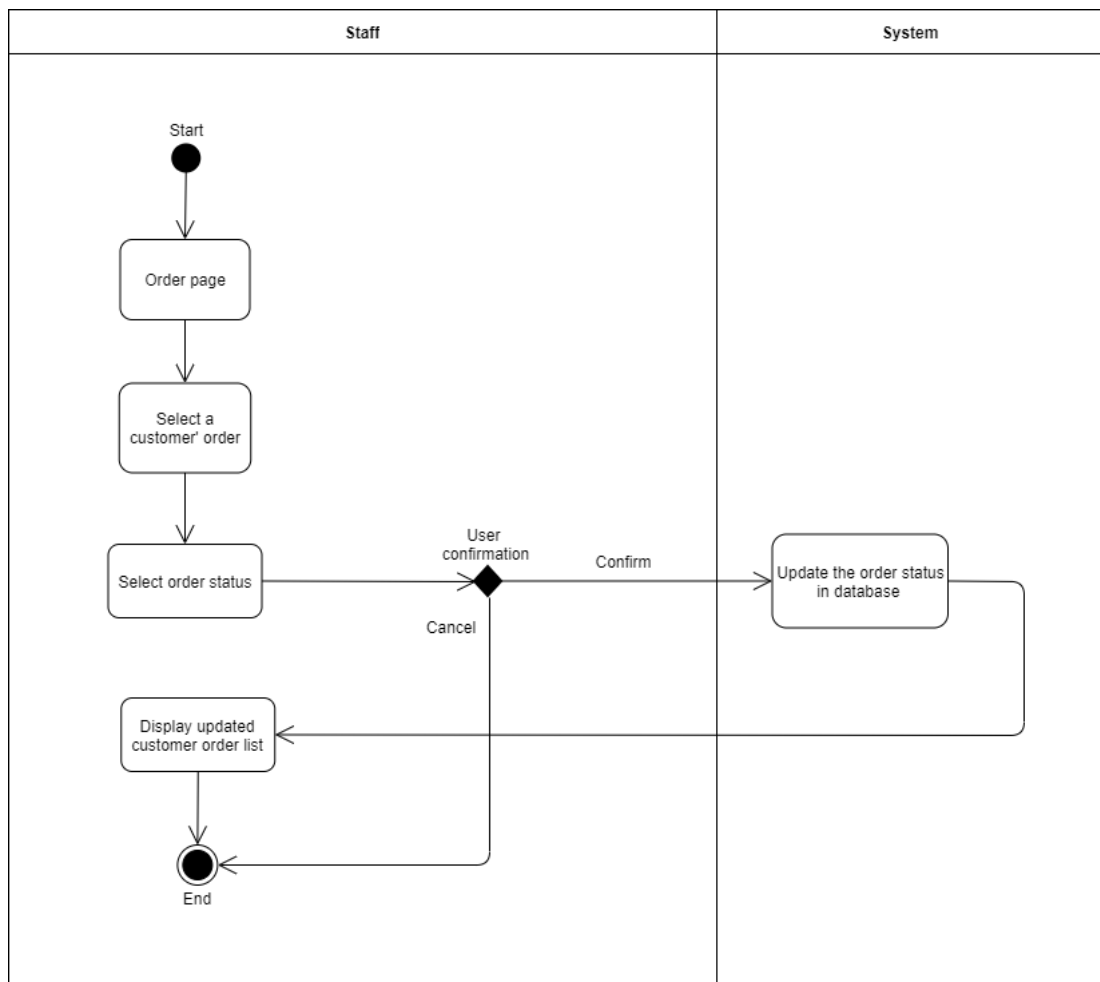 Staff
System
Start
Order page
Select a
customer' order
Select order status
User
confirmation
Confirm
Update the order status
in database
Cancel
Display updated
customer order list
End